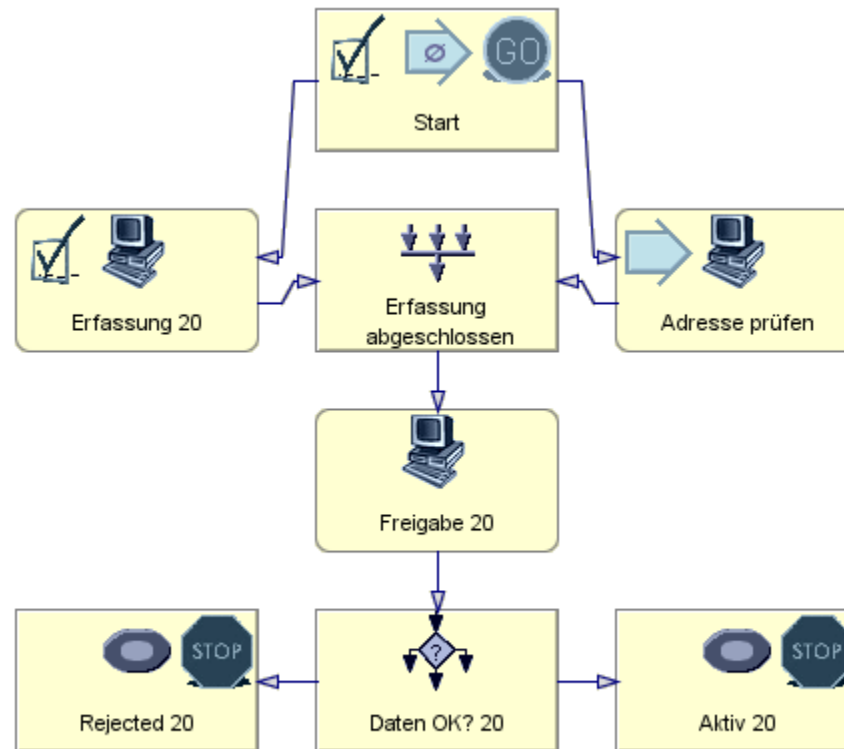 GO
Start
Erfassung 20
Erfassung
abgeschlossen
Adresse prüfen
Freigabe 20
STOP
Rejected 20
?
Daten OK? 20
STOP
Aktiv 20